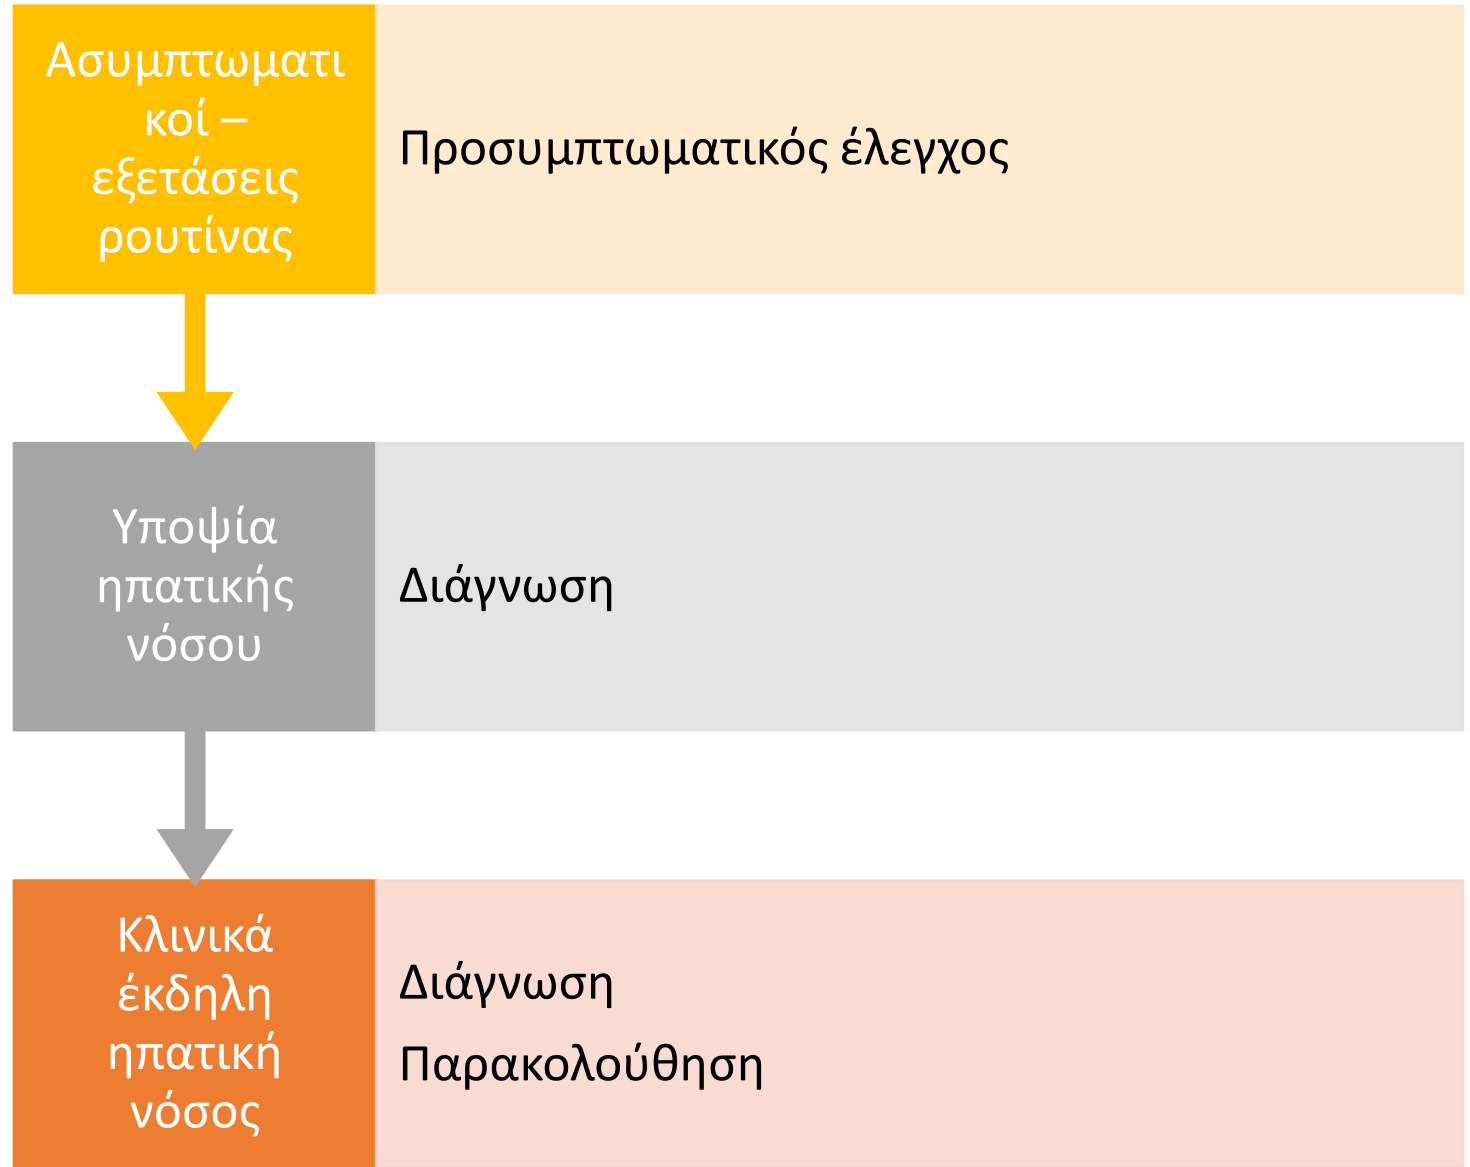 Ασυμπτωματι
κοί –
εξετάσεις
ρουτίνας
Προσυμπτωματικός έλεγχος
Υποψία
ηπατικής
νόσου
Διάγνωση
Κλινικά
έκδηλη
ηπατική
νόσος
Διάγνωση
Παρακολούθηση